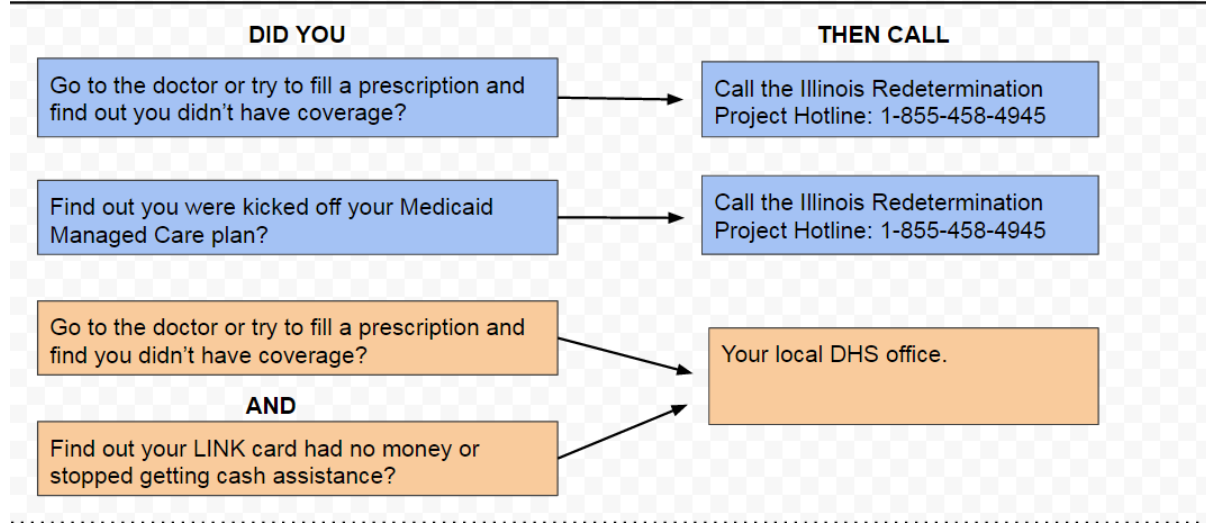 DID YOU
THEN CALL
Go to the doctor or try to fill a prescription and
find out you didn’t have coverage?
Call the Illinois Redetermination
Project Hotline: 1-855-458-4945
Find out you were kicked off your Medicaid
Managed Care plan?
Call the Illinois Redetermination
Project Hotline: 1-855-458-4945
Go to the doctor or try to fill a prescription and
find you didn’t have coverage?
AND
Find out your LINK card had no money or
stopped getting cash assistance?
Your local DHS office.